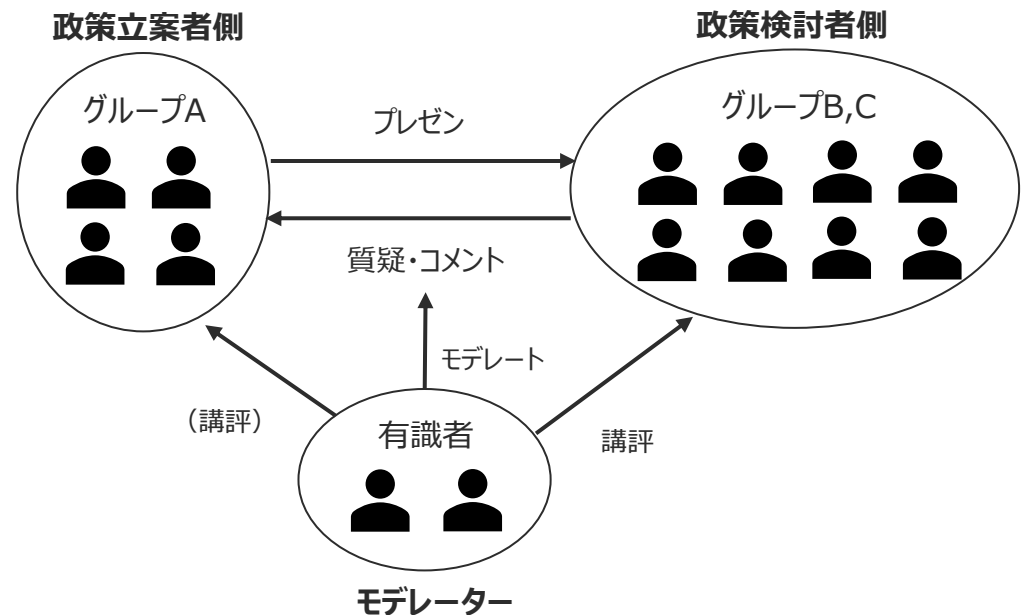 政策立案者側
政策検討者側
グループA
グループB,C
プレゼン
質疑・コメント
モデレート
（講評）
有識者
講評
モデレーター